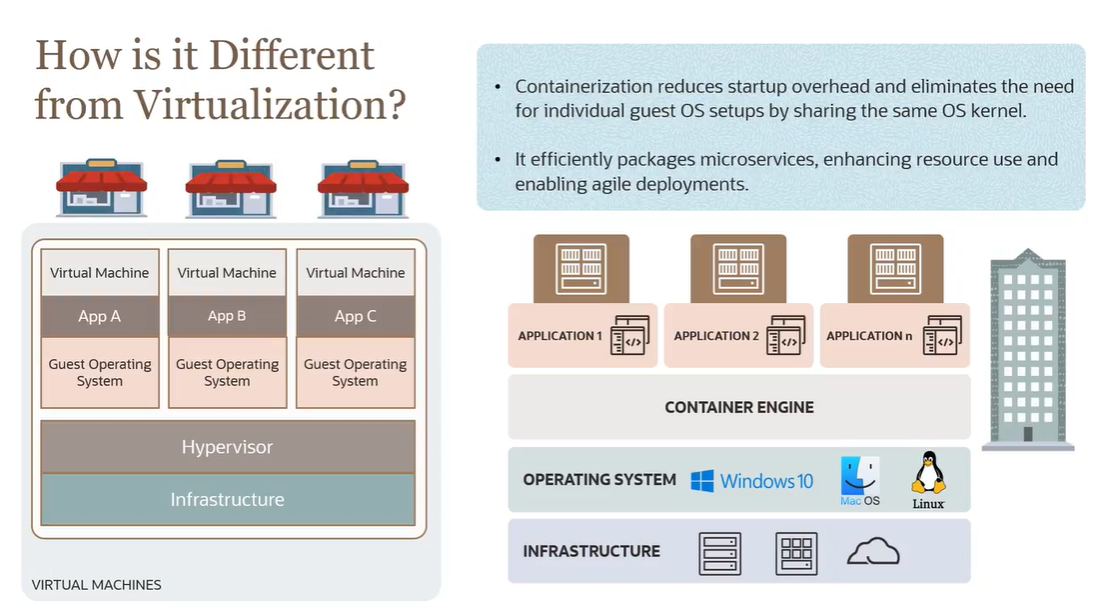 How is it Different
from Virtualization?
• Containerization reduces startup overhead and eliminates the need
for individual guest OS setups by sharing the same OS kernel.
• It efficiently packages microservices, enhancing resource use and
enabling agile deployments.
Virtual Machine Virtual Machine Virtual Machine
App A App B App C
Guest Operating Guest Operating Guest Operating
System System System
Hypervisor
Infrastructure
VIRTUAL MACHINES
APPLICATION 1 APPLICATION 2 APPLICATION n
CONTAINER ENGINE
OPERATING SYSTEM Windows 10 Mac OS Linux
INFRASTRUCTURE